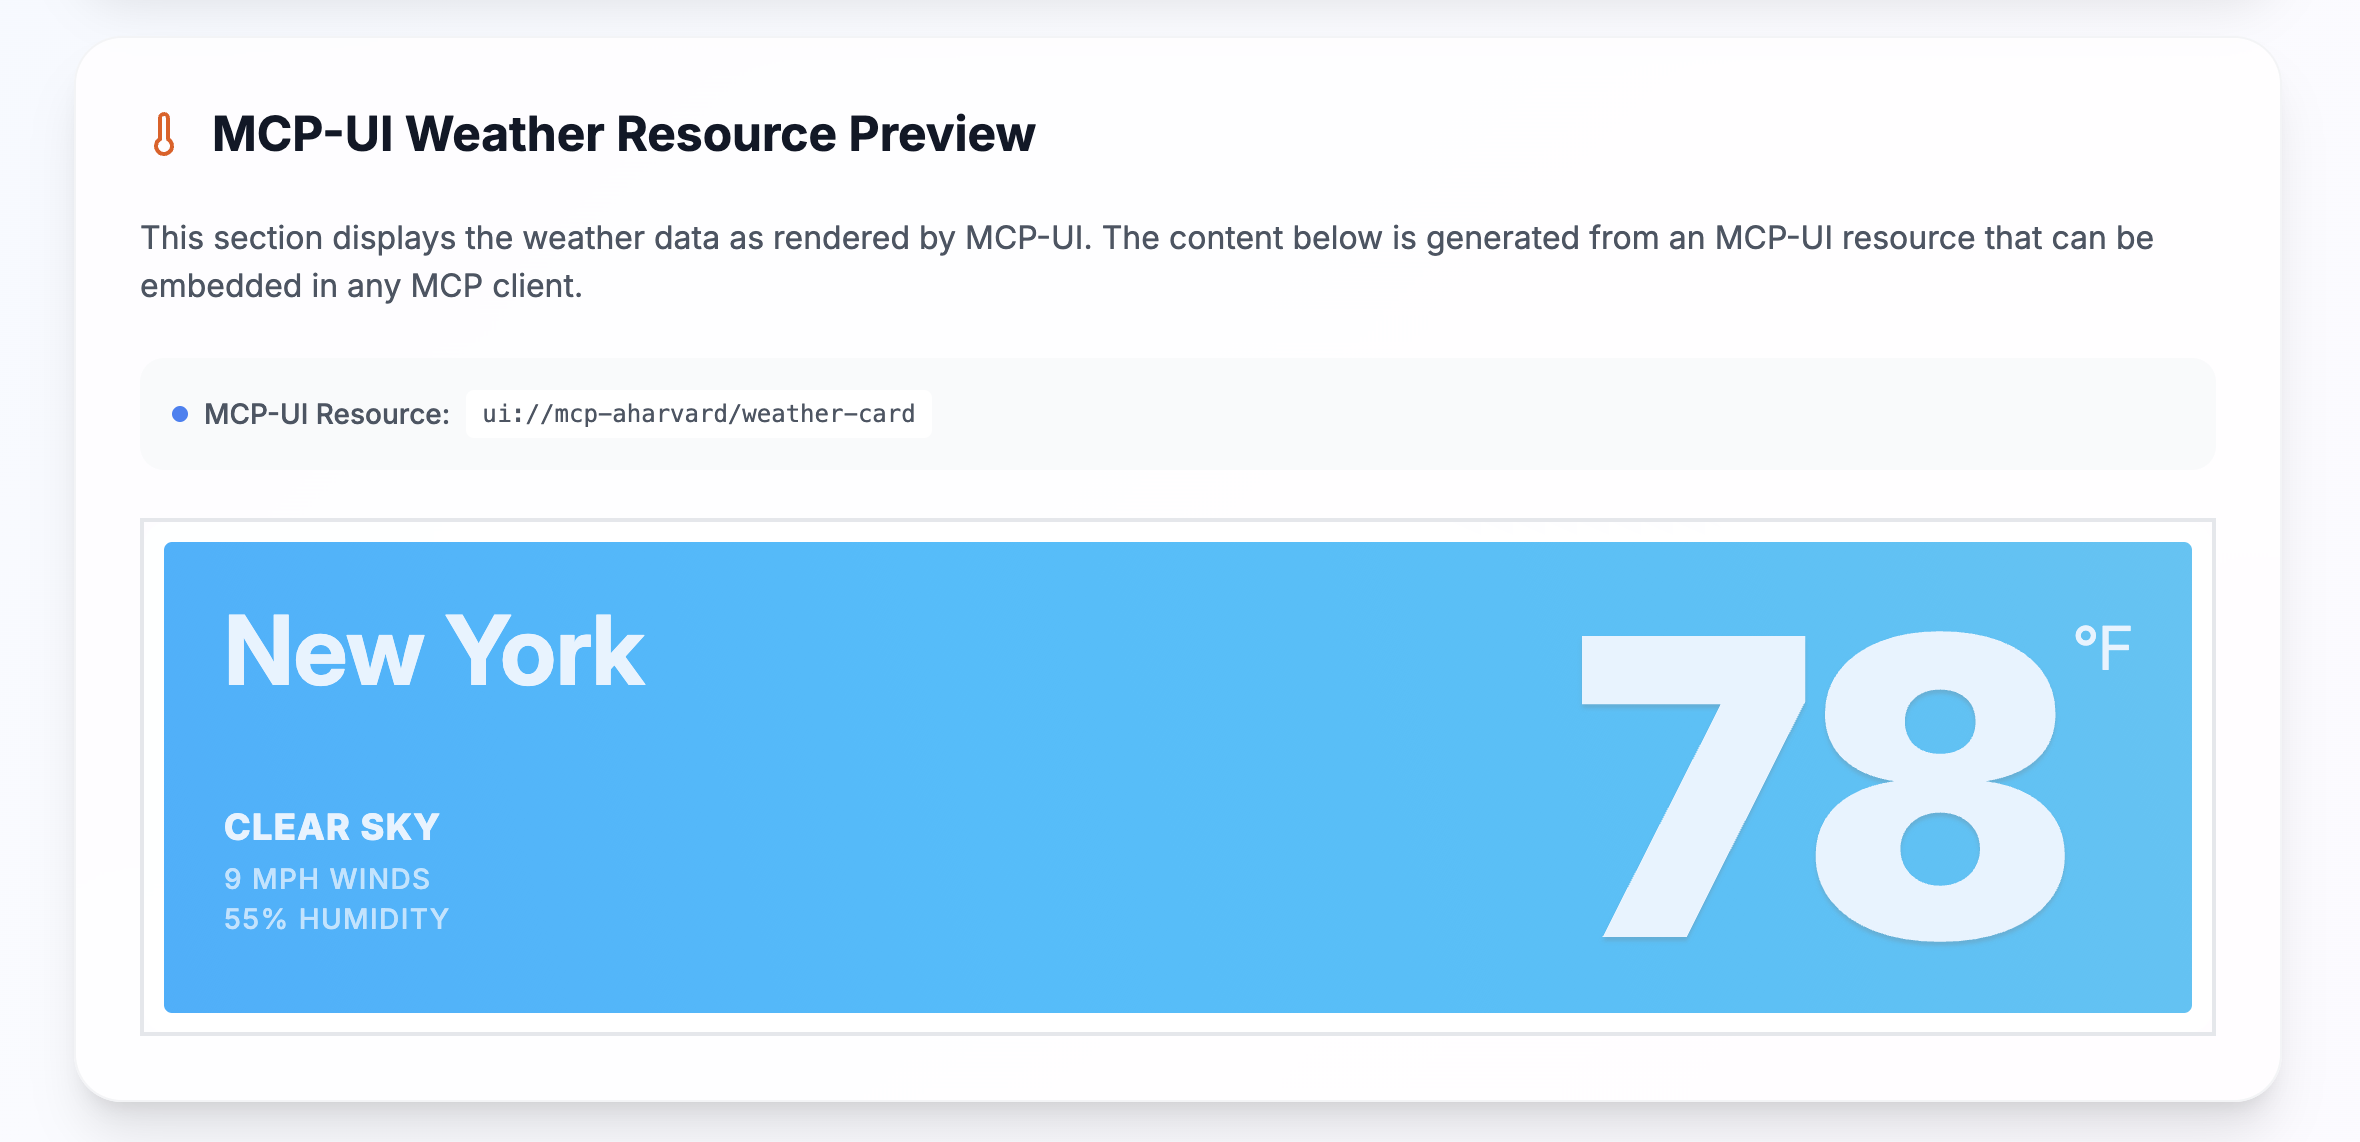 MCP-UI Weather Resource Preview
This section displays the weather data as rendered by MCP-UI. The content below is generated from an MCP-UI resource that can be
embedded in any MCP client.
MCP-UI Resource: ui://mcp-aharvard/weather-card
New York
78 °F
CLEAR SKY
9 MPH WINDS
55% HUMIDITY